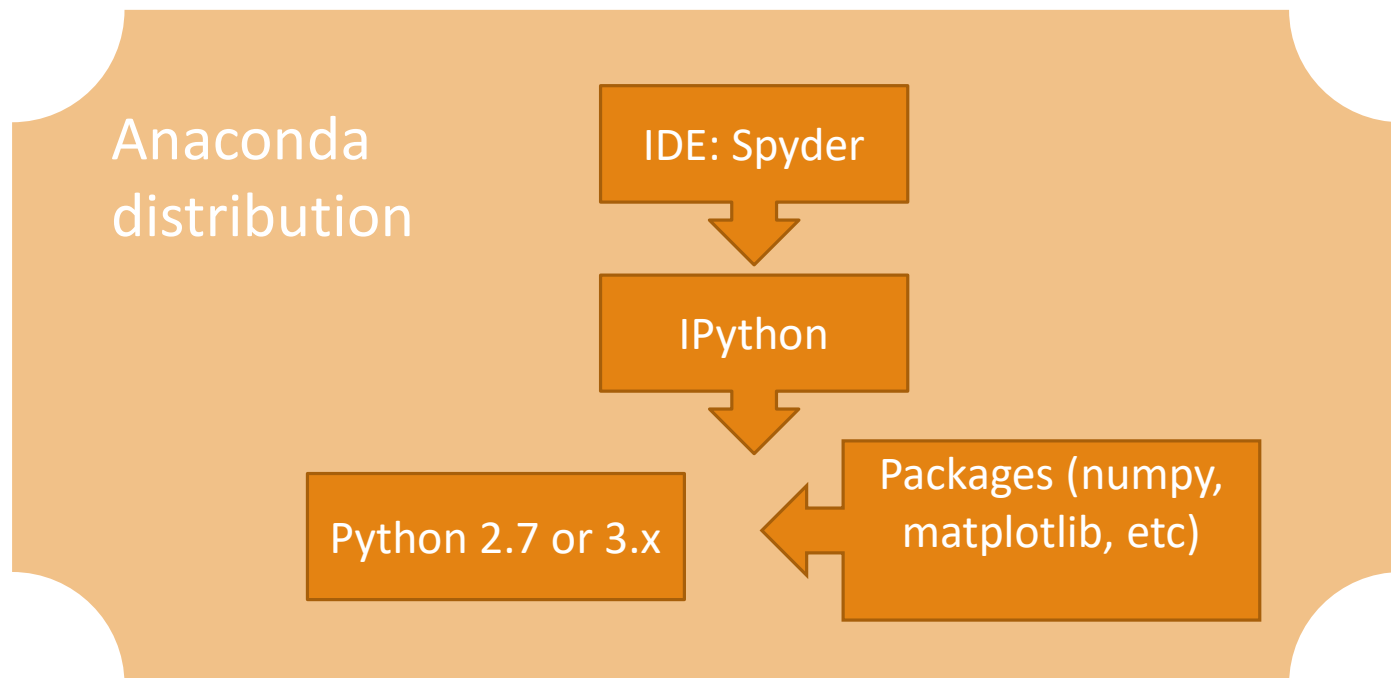 Anaconda
distribution
IDE: Spyder
IPython
Python 2.7 or 3.x
Packages (numpy,
matplotlib, etc)